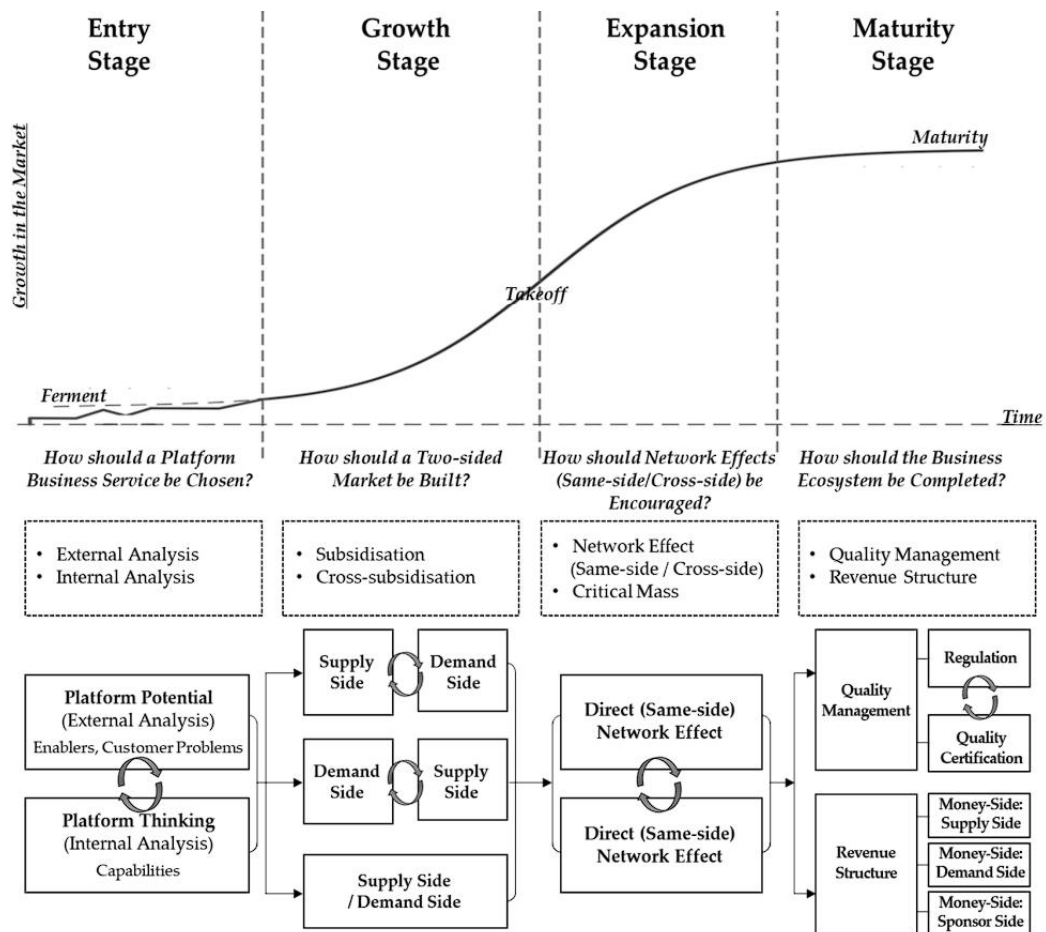 Entry
Stage
Growth
Stage
Expansion
Stage
Maturity
Stage
Growth in the Market
Maturity
Takeoff
Ferment
Time
How should a Platform
Business Service be Chosen?
How should a Two-sided
Market be Built?
How should Network Effects
(Same-side/Cross-side) be
Encouraged?
How should the Business
Ecosystem be Completed?
• External Analysis
• Internal Analysis
• Subsidisation
• Cross-subsidisation
• Network Effect
(Same-side / Cross-side)
• Critical Mass
• Quality Management
• Revenue Structure
Platform Potential
(External Analysis)
Enablers, Customer Problems
Platform Thinking
(Internal Analysis)
Capabilities
Supply
Side
Demand
Side
Demand
Side
Supply
Side
Supply Side
/ Demand Side
Direct (Same-side)
Network Effect
Direct (Same-side)
Network Effect
Quality
Management
Regulation
Quality
Certification
Revenue
Structure
Money-Side:
Supply Side
Money-Side:
Demand Side
Money-Side:
Sponsor Side